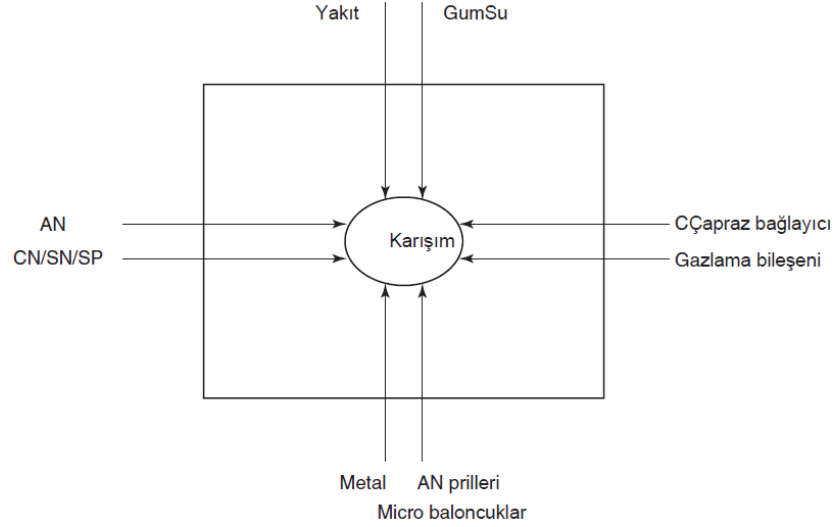 Yakıt GumSu
AN
CN/SN/SP
Karışım
CÇapraz bağlayıcı
Gazlama bileşeni
Metal AN prilleri
Micro baloncuklar